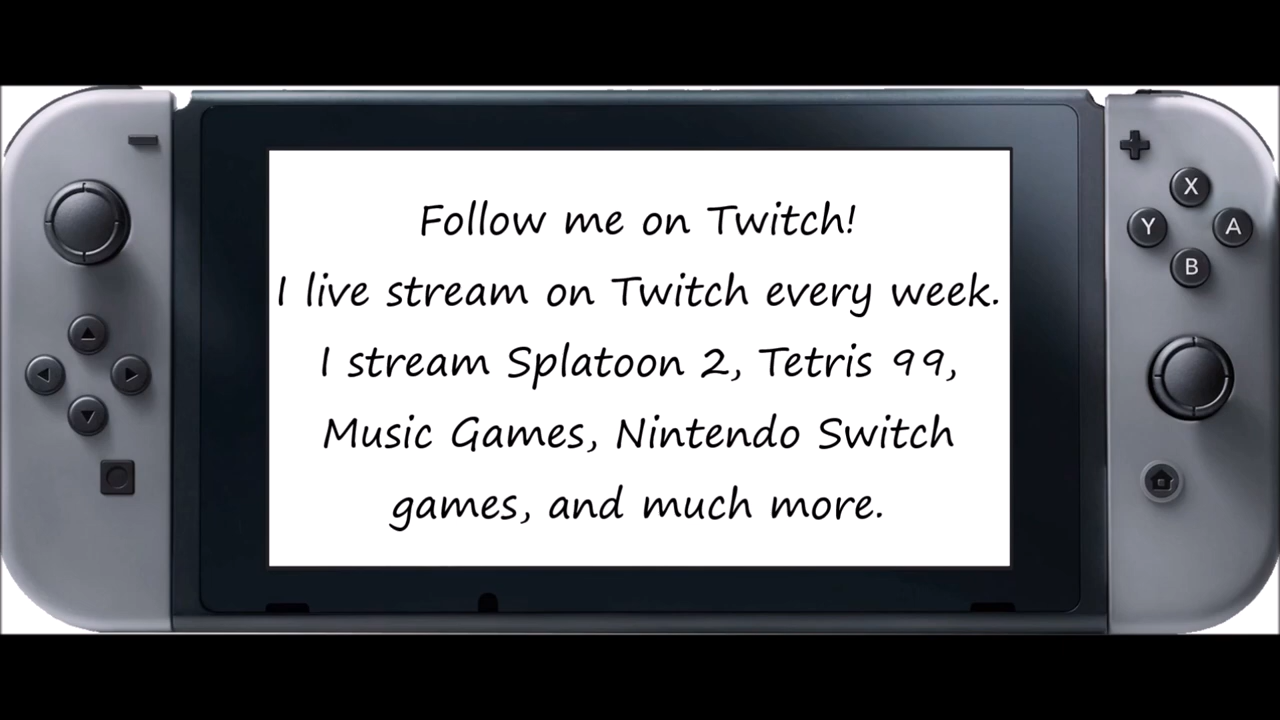 Follow me on Twitch!
I live stream on Twitch every week.
I stream Splatoon 2, Tetris 99,
Music Games, Nintendo Switch
games, and much more.
X
Y A
B